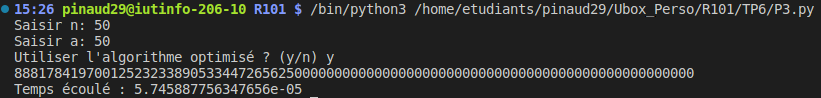 15:26 pinaud29@iutinfo-206-10 R101 $ /bin/python3 /home/etudiants/pinaud29/Ubox_Perso/R101/TP6/P3.py
Saisir n: 50
Saisir a: 50
Utiliser l'algorithme optimisé ? (y/n) y
8881784197001252323389053344726562500000000000000000000000000000000000000000000000000
Temps écoulé : 5.745887756347656e-05